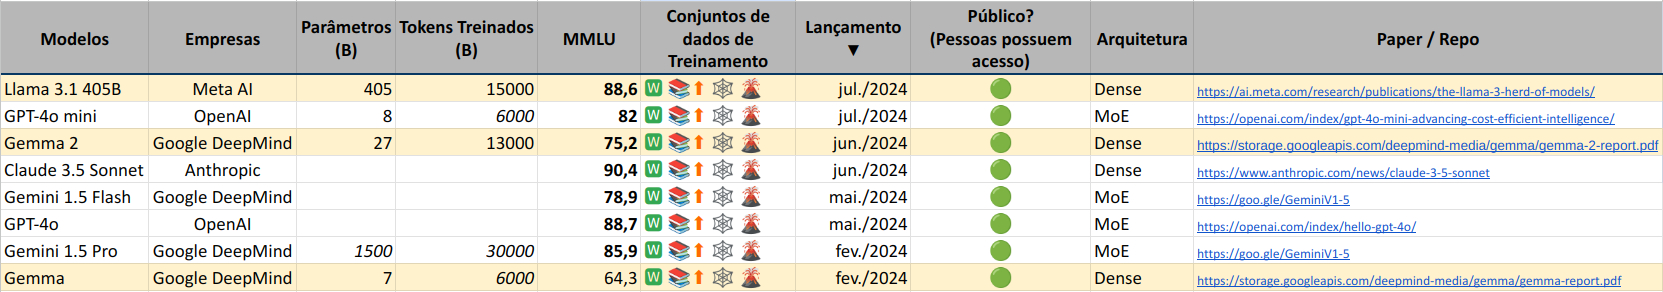 Modelos Empresas Parâmetros (B) Tokens Treinados (B) MMLU Conjuntos de dados de Treinamento Lançamento ▼ Público? (Pessoas possuem acesso) Arquitetura Paper / Repo
Llama 3.1 405B Meta AI 405 15000 88,6 W jul./2024 Dense https://ai.meta.com/research/publications/the-llama-3-herd-of-models/
GPT-4o mini OpenAI 8 6000 82 W jul./2024 MoE https://openai.com/index/gpt-4o-mini-advancing-cost-efficient-intelligence/
Gemma 2 Google DeepMind 27 13000 75,2 W jun./2024 Dense https://storage.googleapis.com/deepmind-media/gemma/gemma-2-report.pdf
Claude 3.5 Sonnet Anthropic 90,4 W jun./2024 Dense https://www.anthropic.com/news/claude-3-5-sonnet
Gemini 1.5 Flash Google DeepMind 78,9 W mai./2024 MoE https://goo.gle/GeminiV1-5
GPT-4o OpenAI 88,7 W mai./2024 MoE https://openai.com/index/hello-gpt-4o/
Gemini 1.5 Pro Google DeepMind 1500 30000 85,9 W fev./2024 MoE https://goo.gle/GeminiV1-5
Gemma Google DeepMind 7 6000 64,3 W fev./2024 Dense https://storage.googleapis.com/deepmind-media/gemma/gemma-report.pdf